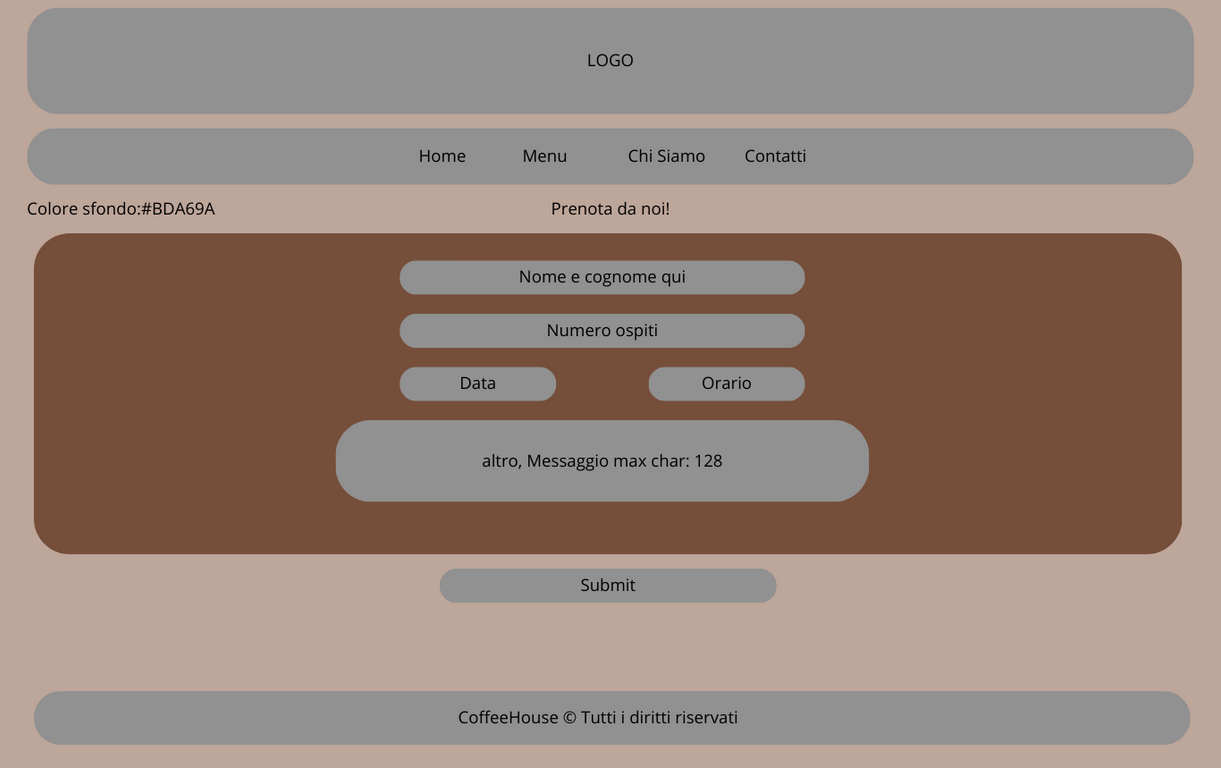 LOGO
Home Menu Chi Siamo Contatti
Colore sfondo:#BDA69A Prenota da noi!
Nome e cognome qui
Numero ospiti
Data Orario
altro, Messaggio max char: 128
Submit
CoffeeHouse © Tutti i diritti riservati